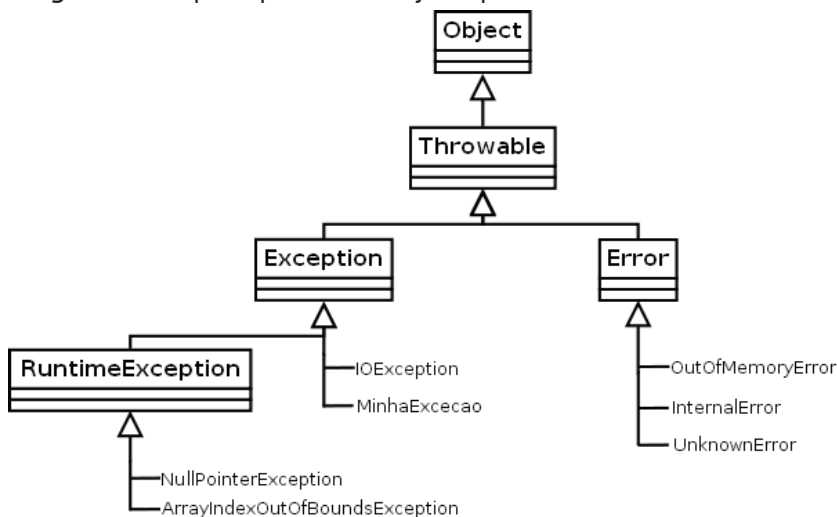 Object
Throwable
Exception
Error
RuntimeException
IOException
MinhaExcecao
OutOfMemoryError
InternalError
UnknownError
NullPointerException
ArrayIndexOutOfBoundsException